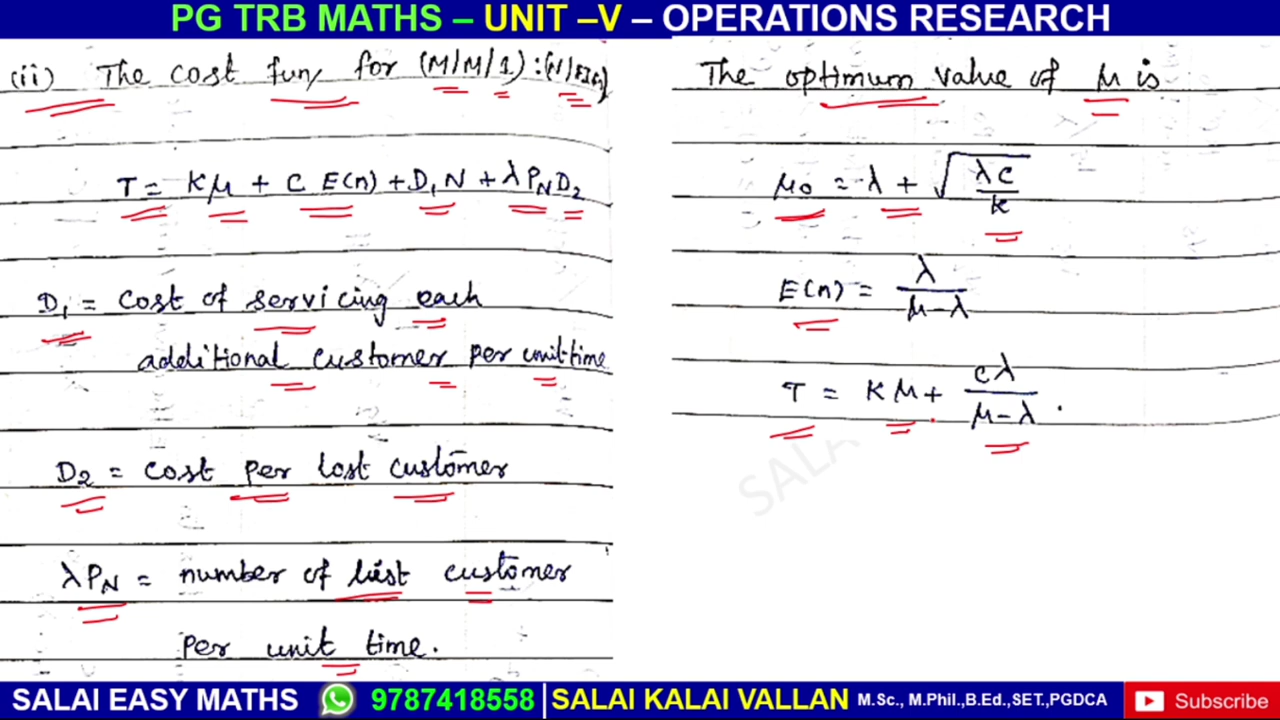 PG TRB MATHS – UNIT –V – OPERATIONS RESEARCH
(ii) The cost fun for (M/M/1):(N/FIFO)
T = Kμ + C E(n) + D₁N + λP_N D₂
D₁ = cost of servicing each
additional customer per unit time
D₂ = cost per lost customer
λP_N = number of lost customer
per unit time.
The optimum value of μ is
μ₀ = λ + √(λC/K)
E(n) = λ/(μ-λ)
T = Kμ + Cλ/(μ-λ).
SALA
SALAI EASY MATHS 9787418558 | SALAI KALAI VALLAN M.Sc., M.Phil.,B.Ed.,SET.,PGDCA Subscribe